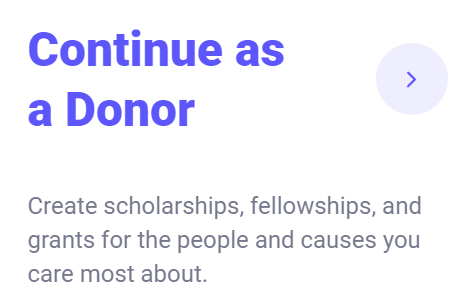 Continue as
a Donor
Create scholarships, fellowships, and
grants for the people and causes you
care most about.